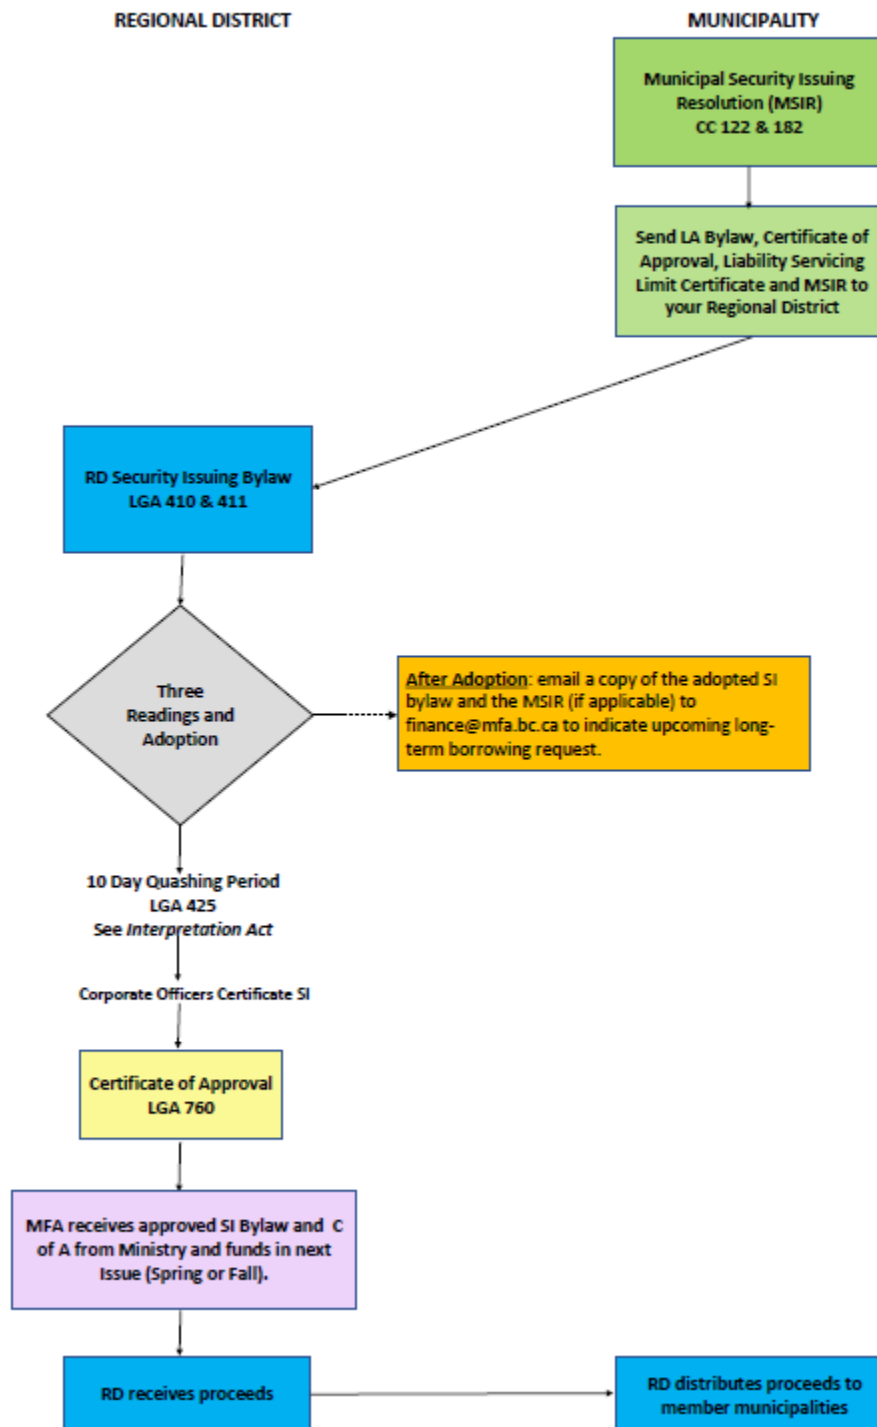 REGIONAL DISTRICT
MUNICIPALITY
Municipal Security Issuing
Resolution (MSIR)
CC 122 & 182
Send LA Bylaw, Certificate of
Approval, Liability Servicing
Limit Certificate and MSIR to
your Regional District
RD Security Issuing Bylaw
LGA 410 & 411
Three
Readings and
Adoption
After Adoption: email a copy of the adopted SI
bylaw and the MSIR (if applicable) to
finance@mfa.bc.ca to indicate upcoming long-
term borrowing request.
10 Day Quashing Period
LGA 425
See Interpretation Act
Corporate Officers Certificate SI
Certificate of Approval
LGA 760
MFA receives approved SI Bylaw and C
of A from Ministry and funds in next
Issue (Spring or Fall).
RD receives proceeds
RD distributes proceeds to
member municipalities